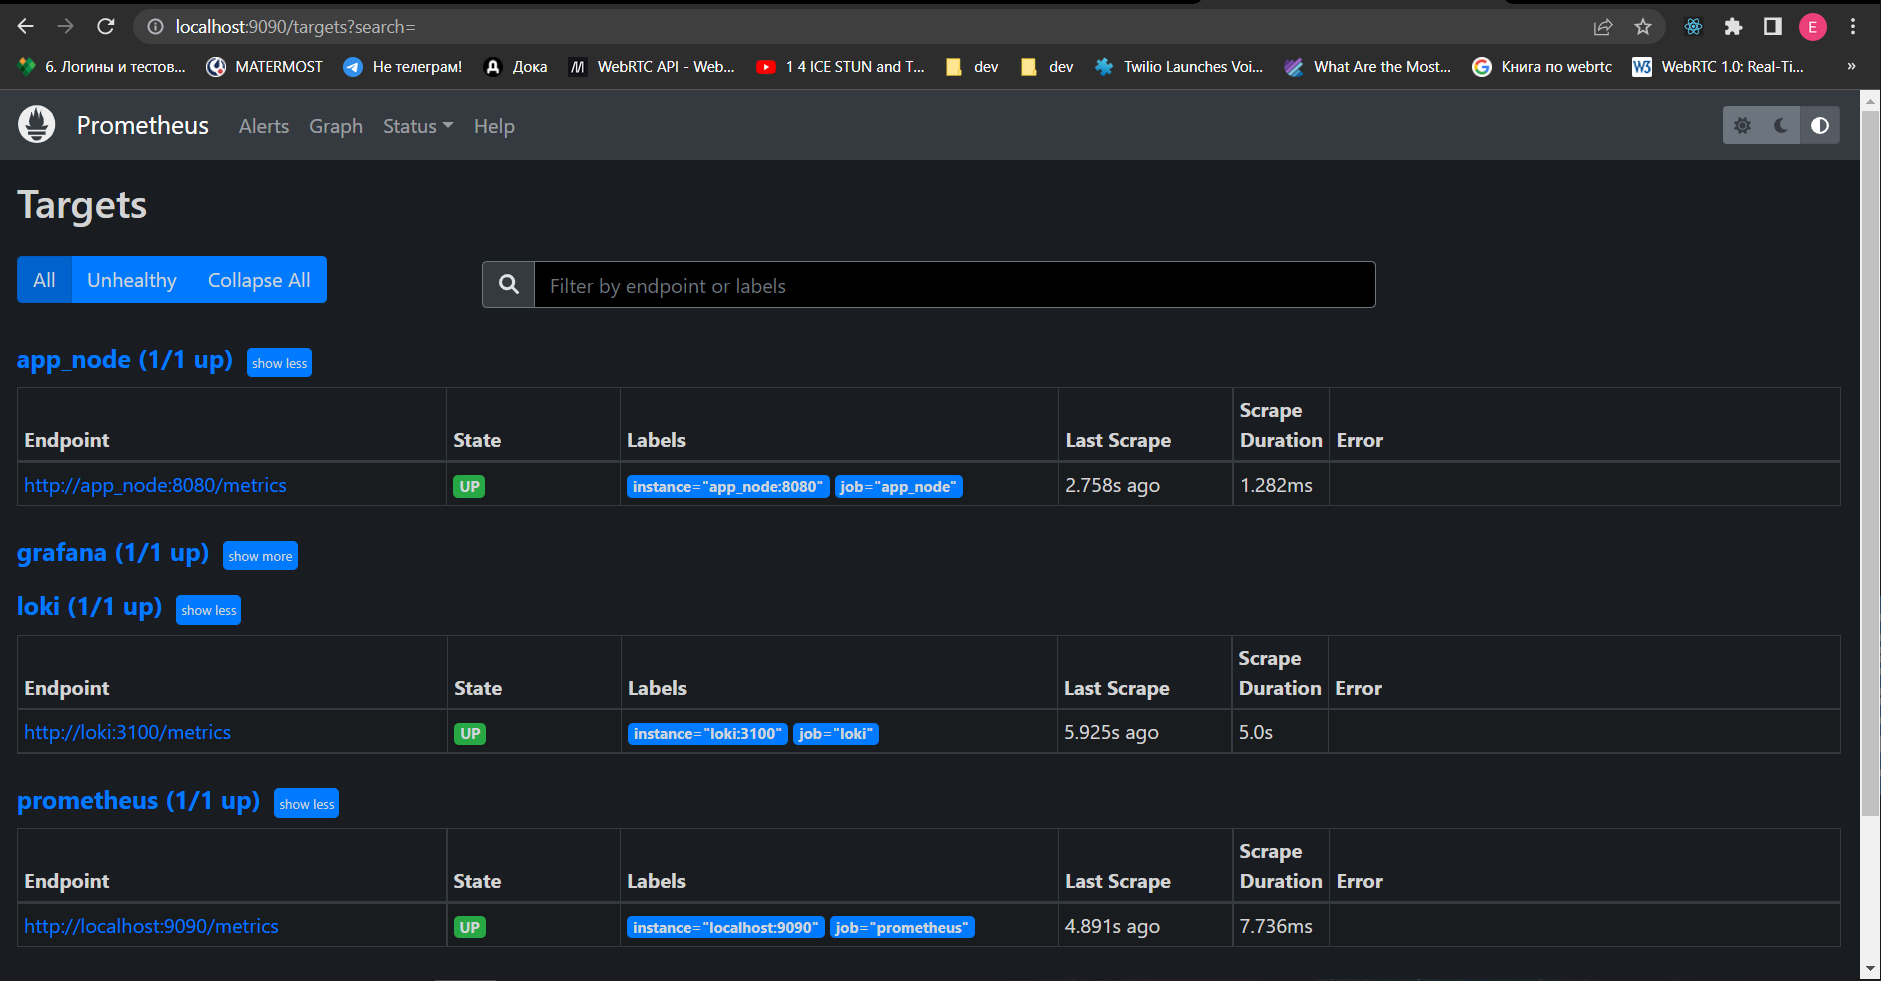 localhost:9090/targets?search=
E
6. Логины и тестов... MATERMOST Не телеграм! Дока WebRTC API - Web... 1 4 ICE STUN and T... dev dev Twilio Launches Voi... What Are the Most... Книга по webrtc WebRTC 1.0: Real-Ti... »
Prometheus Alerts Graph Status Help
Targets
All Unhealthy Collapse All
Filter by endpoint or labels
app_node (1/1 up) show less
Endpoint State Labels Last Scrape Scrape Duration Error
http://app_node:8080/metrics UP instance="app_node:8080" job="app_node" 2.758s ago 1.282ms
grafana (1/1 up) show more
loki (1/1 up) show less
Endpoint State Labels Last Scrape Scrape Duration Error
http://loki:3100/metrics UP instance="loki:3100" job="loki" 5.925s ago 5.0s
prometheus (1/1 up) show less
Endpoint State Labels Last Scrape Scrape Duration Error
http://localhost:9090/metrics UP instance="localhost:9090" job="prometheus" 4.891s ago 7.736ms